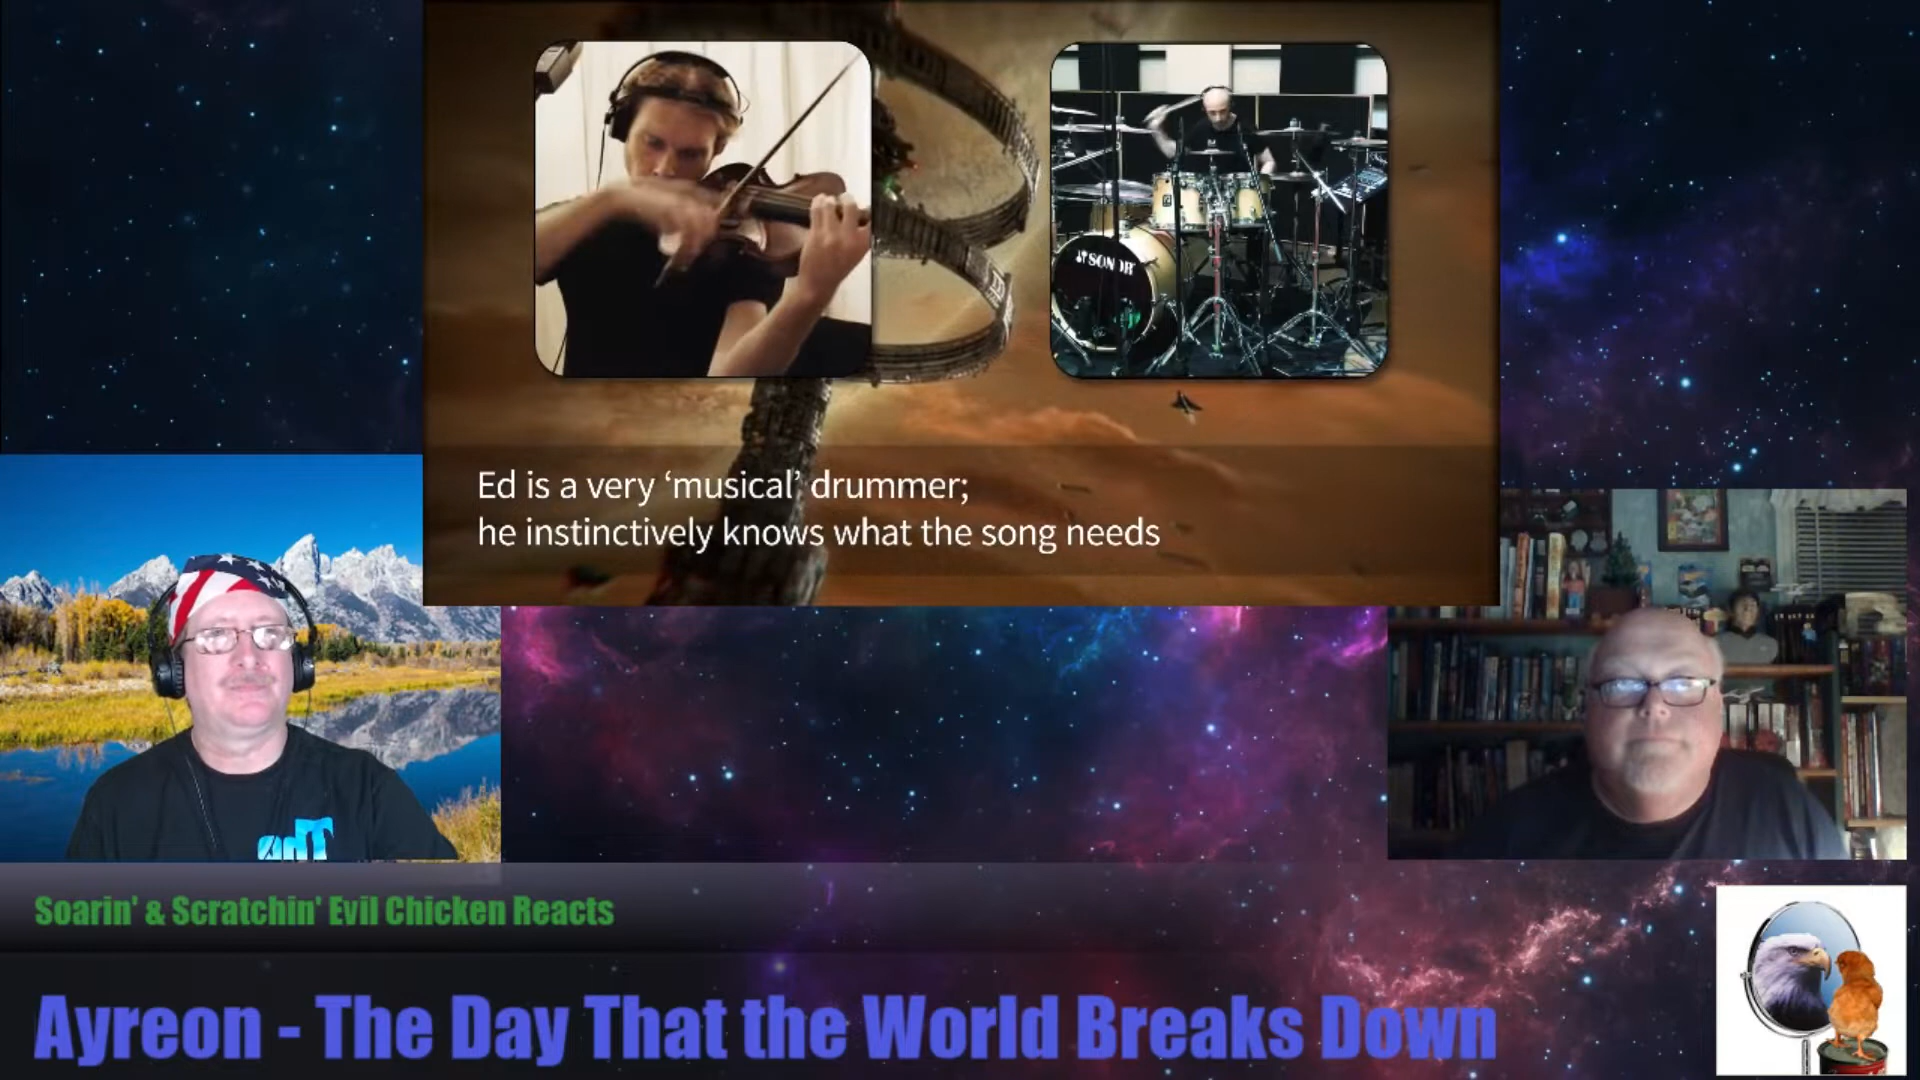 SONOR
Ed is a very ‘musical’ drummer;
he instinctively knows what the song needs
Soarin' & Scratchin' Evil Chicken Reacts
Ayreon - The Day That the World Breaks Down